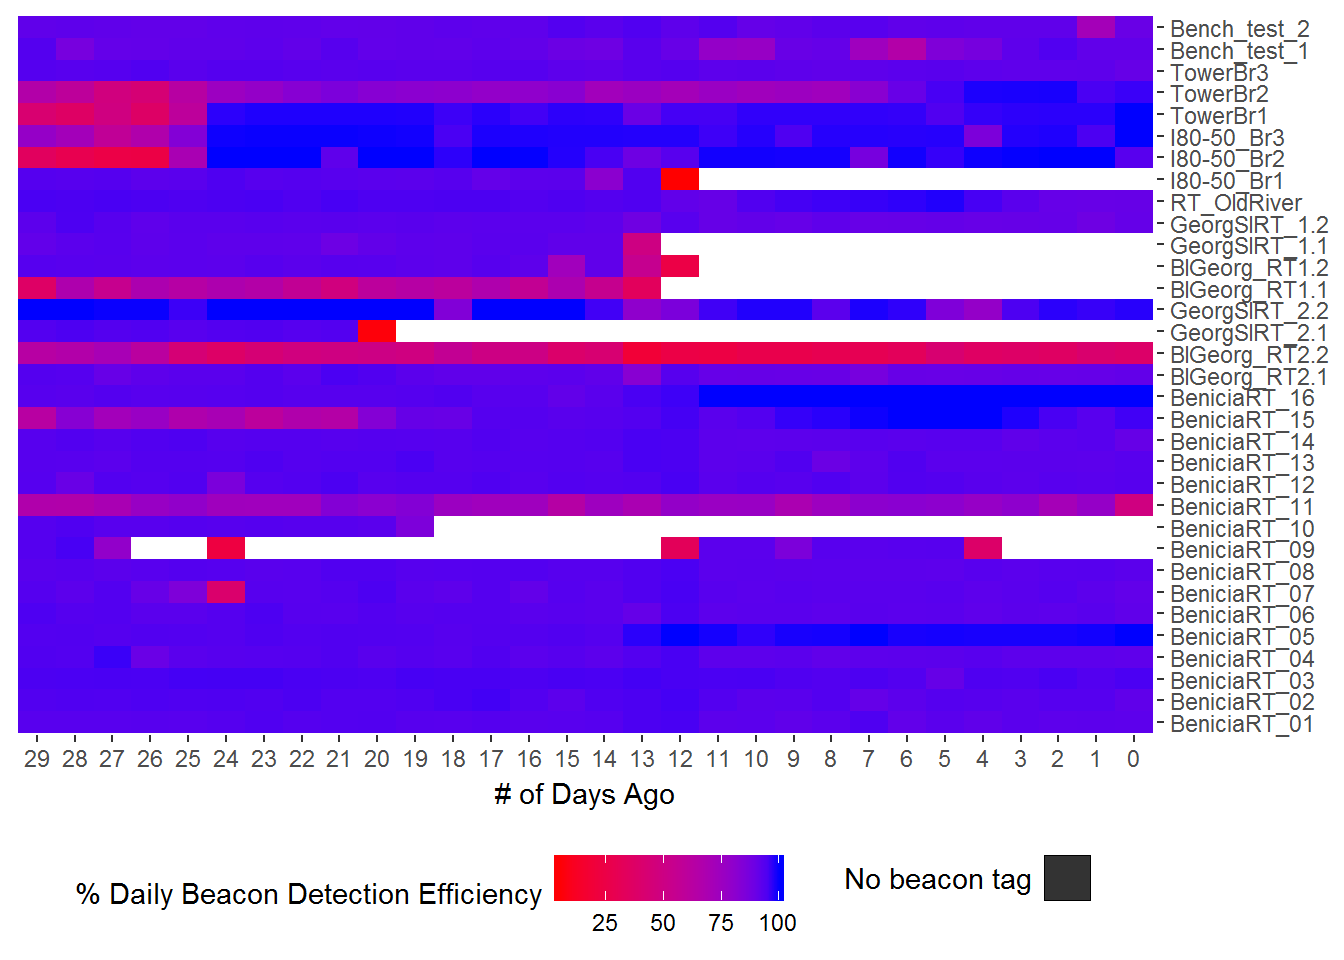 Bench_test_2
Bench_test_1
TowerBr3
TowerBr2
TowerBr1
I80-50_Br3
I80-50_Br2
I80-50_Br1
RT_OldRiver
GeorgSlRT_1.2
GeorgSlRT_1.1
BlGeorg_RT1.2
BlGeorg_RT1.1
GeorgSlRT_2.2
GeorgSlRT_2.1
BlGeorg_RT2.2
BlGeorg_RT2.1
BeniciaRT_16
BeniciaRT_15
BeniciaRT_14
BeniciaRT_13
BeniciaRT_12
BeniciaRT_11
BeniciaRT_10
BeniciaRT_09
BeniciaRT_08
BeniciaRT_07
BeniciaRT_06
BeniciaRT_05
BeniciaRT_04
BeniciaRT_03
BeniciaRT_02
BeniciaRT_01
29 28 27 26 25 24 23 22 21 20 19 18 17 16 15 14 13 12 11 10 9 8 7 6 5 4 3 2 1 0
# of Days Ago
% Daily Beacon Detection Efficiency
25 50 75 100
No beacon tag